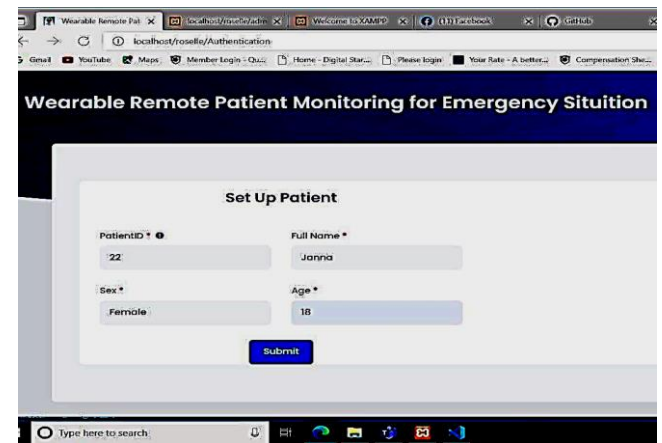 Wearable Remote Pat
localhost/roselle/adm
Welcome to XAMPP
Facebook
GitHub
localhost/roselle/Authentication
Gmail YouTube Maps Member Login - Qu... Home - Digital Star... Please login Your Rate - A better... Compensation She...
Wearable Remote Patient Monitoring for Emergency Situition
Set Up Patient
PatientID * Full Name *
22 Janna
Sex * Age *
Female 18
Submit
Type here to search